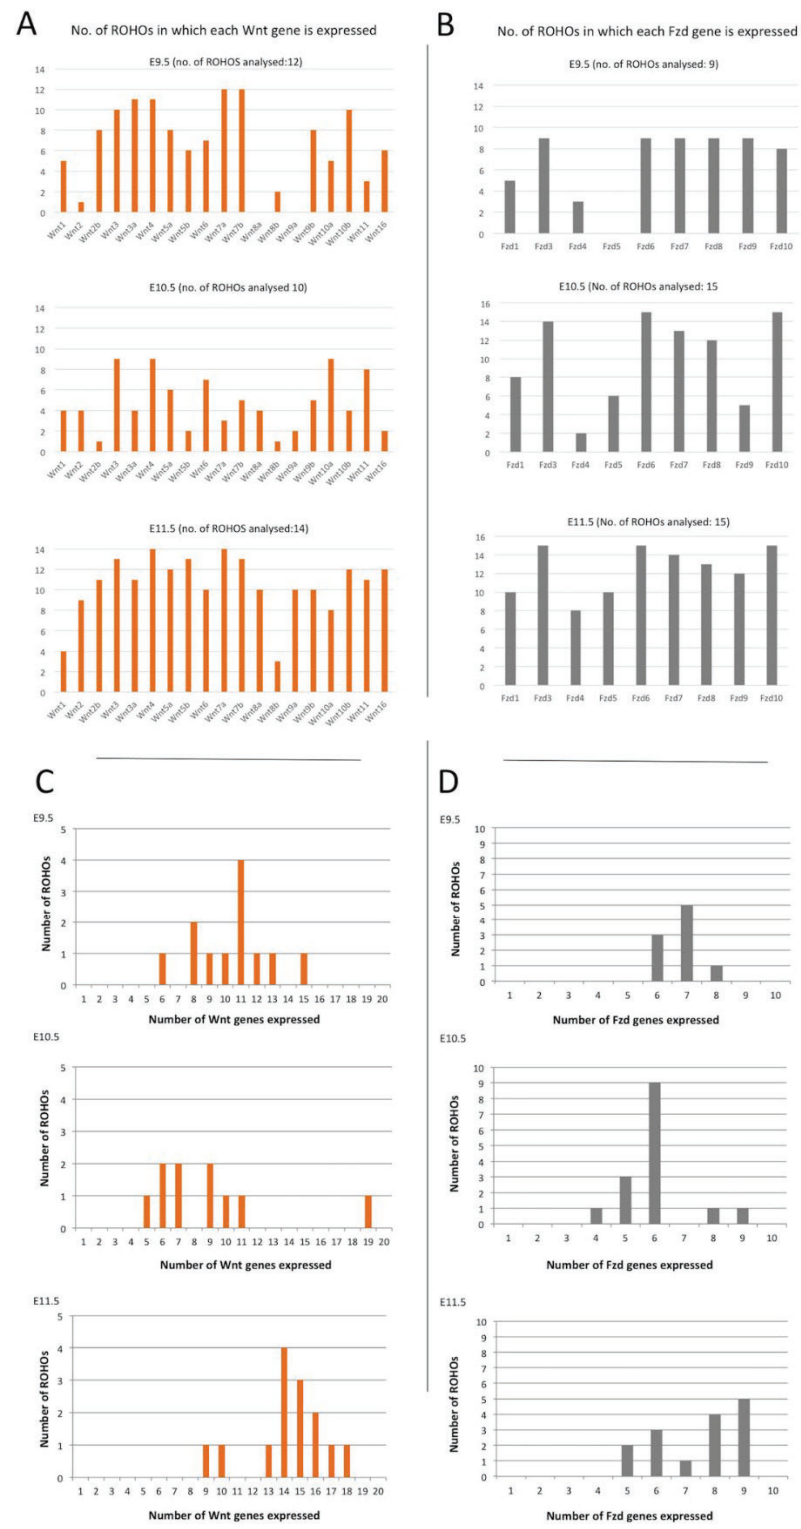 A
No. of ROHOs in which each Wnt gene is expressed
E9.5 (no. of ROHOS analysed:12)
14
12
10
8
6
4
2
0
Wnt1 Wnt2 Wnt2b Wnt3 Wnt3a Wnt4 Wnt5a Wnt5b Wnt6 Wnt7a Wnt7b Wnt8a Wnt8b Wnt9a Wnt9b Wnt10a Wnt10b Wnt11 Wnt16
E10.5 (no. of ROHOs analysed 10)
14
12
10
8
6
4
2
0
Wnt1 Wnt2 Wnt2b Wnt3 Wnt3a Wnt4 Wnt5a Wnt5b Wnt6 Wnt7a Wnt7b Wnt8a Wnt8b Wnt9a Wnt9b Wnt10a Wnt10b Wnt11 Wnt16
E11.5 (no. of ROHOS analysed:14)
14
12
10
8
6
4
2
0
Wnt1 Wnt2 Wnt2b Wnt3 Wnt3a Wnt4 Wnt5a Wnt5b Wnt6 Wnt7a Wnt7b Wnt8a Wnt8b Wnt9a Wnt9b Wnt10a Wnt10b Wnt11 Wnt16
B
No. of ROHOs in which each Fzd gene is expressed
E9.5 (no. of ROHOS analysed: 9)
14
12
10
8
6
4
2
0
Fzd1 Fzd3 Fzd4 Fzd5 Fzd6 Fzd7 Fzd8 Fzd9 Fzd10
E10.5 (No. of ROHOs analysed: 15
16
14
12
10
8
6
4
2
0
Fzd1 Fzd3 Fzd4 Fzd5 Fzd6 Fzd7 Fzd8 Fzd9 Fzd10
E11.5 (No. of ROHOs analysed: 15)
16
14
12
10
8
6
4
2
0
Fzd1 Fzd3 Fzd4 Fzd5 Fzd6 Fzd7 Fzd8 Fzd9 Fzd10
C
E9.5
Number of ROHOs
5
4
3
2
1
0
1 2 3 4 5 6 7 8 9 10 11 12 13 14 15 16 17 18 19 20
Number of Wnt genes expressed
E10.5
Number of ROHOs
5
4
3
2
1
0
1 2 3 4 5 6 7 8 9 10 11 12 13 14 15 16 17 18 19 20
Number of Wnt genes expressed
E11.5
Number of ROHOs
5
4
3
2
1
0
1 2 3 4 5 6 7 8 9 10 11 12 13 14 15 16 17 18 19 20
Number of Wnt genes expressed
D
E9.5
Number of ROHOs
10
9
8
7
6
5
4
3
2
1
0
1 2 3 4 5 6 7 8 9 10
Number of Fzd genes expressed
E10.5
Number of ROHOs
10
9
8
7
6
5
4
3
2
1
0
1 2 3 4 5 6 7 8 9 10
Number of Fzd genes expressed
E11.5
Number of ROHOs
10
9
8
7
6
5
4
3
2
1
0
1 2 3 4 5 6 7 8 9 10
Number of Fzd genes expressed